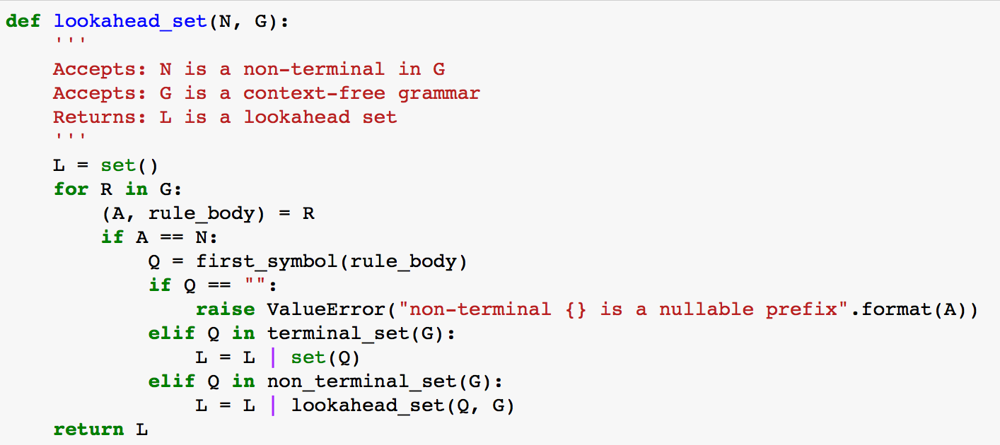 def lookahead_set(N, G):
    '''
    Accepts: N is a non-terminal in G
    Accepts: G is a context-free grammar
    Returns: L is a lookahead set
    '''
    L = set()
    for R in G:
        (A, rule_body) = R
        if A == N:
            Q = first_symbol(rule_body)
            if Q == "":
                raise ValueError("non-terminal {} is a nullable prefix".format(A))
            elif Q in terminal_set(G):
                L = L | set(Q)
            elif Q in non_terminal_set(G):
                L = L | lookahead_set(Q, G)
    return L